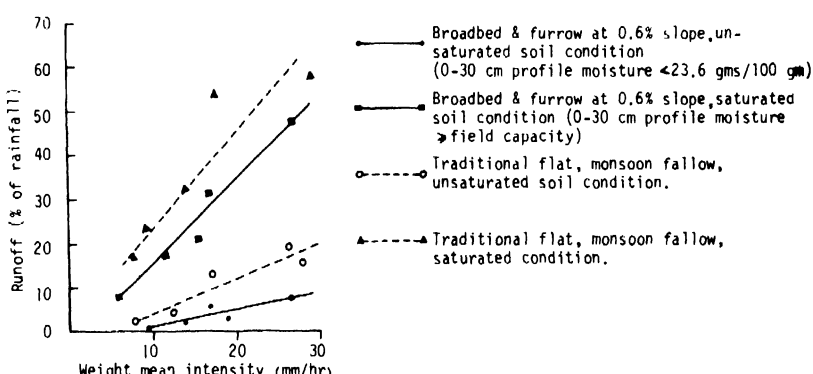 70
60
50
40
30
20
10
0
Runoff (% of rainfall)
10 20 30
Weight mean intensity (mm/hr)
Broadbed & furrow at 0.6% slope,un-
saturated soil condition
(0-30 cm profile moisture <23.6 gms/100 gm)
Broadbed & furrow at 0.6% slope,saturated
soil condition (0-30 cm profile moisture
⩾field capacity)
Traditional flat, monsoon fallow,
unsaturated soil condition.
Traditional flat, monsoon fallow,
saturated condition.